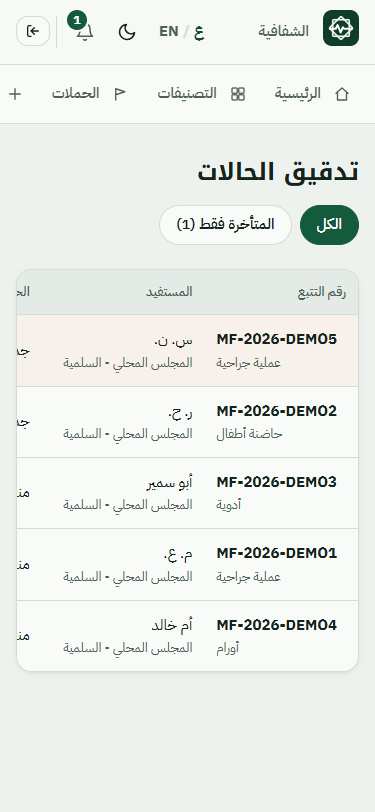 الشفافية
ع / EN
1
الرئيسية
التصنيفات
الحملات
تدقيق الحالات
الكل
المتأخرة فقط (1)
رقم التتبع
المستفيد
MF-2026-DEMO5
عملية جراحية
س. ن.
المجلس المحلي - السلمية
MF-2026-DEMO2
حاضنة أطفال
ر. ح.
المجلس المحلي - السلمية
MF-2026-DEMO3
أدوية
أبو سمير
المجلس المحلي - السلمية
MF-2026-DEMO1
عملية جراحية
م. ع.
المجلس المحلي - السلمية
MF-2026-DEMO4
أورام
أم خالد
المجلس المحلي - السلمية